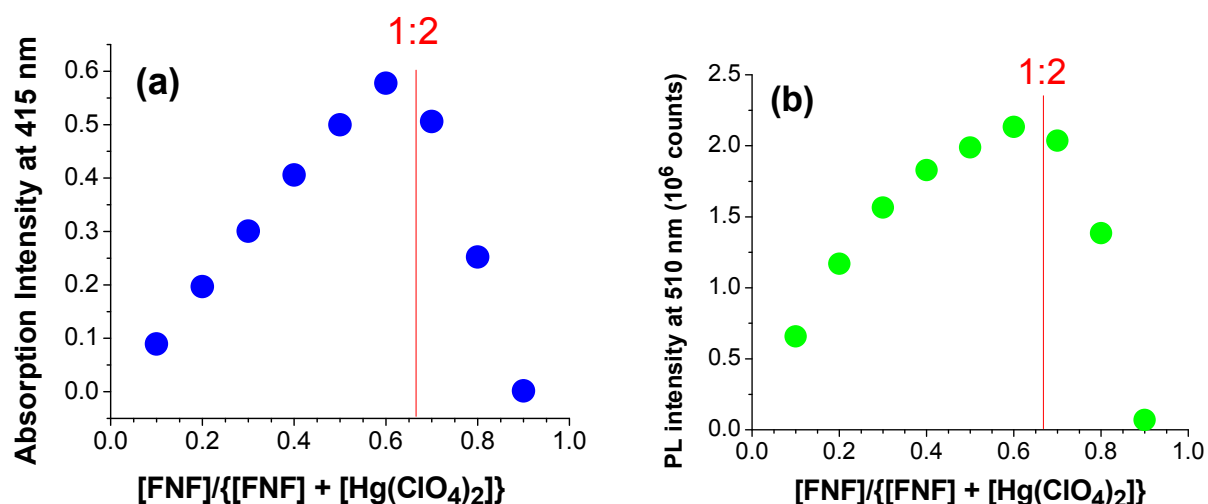 1:2
(a)
Absorption Intensity at 415 nm
0.6
0.5
0.4
0.3
0.2
0.1
0.0
0.0 0.2 0.4 0.6 0.8 1.0
[FNF]/{[FNF] + [Hg(ClO4)2]}
1:2
(b)
PL intensity at 510 nm (10⁶ counts)
2.5
2.0
1.5
1.0
0.5
0.0
0.0 0.2 0.4 0.6 0.8 1.0
[FNF]/{[FNF] + [Hg(ClO4)2]}